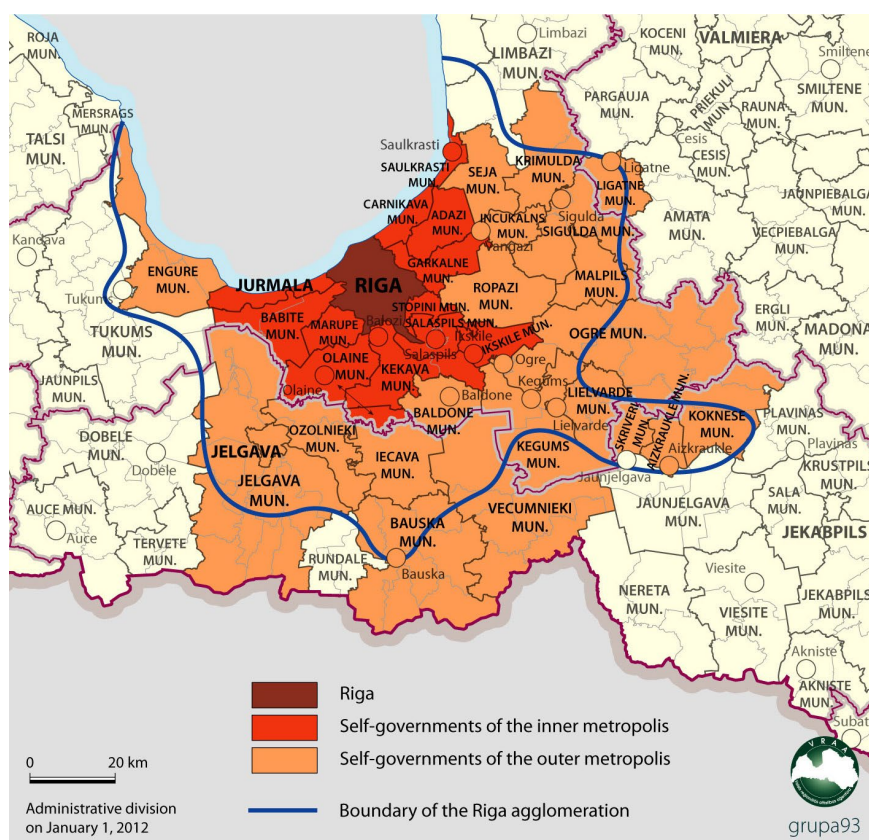 ROJA
MUN.
Limbazi
LIMBAZI
MUN.
KOCENI
MUN.
VALMIERA
Smiltene
SMILTENE
MUN.
MERSRAGS
MUN.
TALSI
MUN.
PARGAUJA
MUN.
PRIEKULI
MUN.
RAUNA
MUN.
Cesis
CESIS
MUN.
Saulkrasti
SAULKRASTI
MUN.
SEJA
MUN.
KRIMULDA
MUN.
Ligatne
LIGATNE
MUN.
JAUNPIEBALGA
MUN.
CARNIKAVA
MUN.
ADAZI
MUN.
INCUKALNS
MUN.
Vangazi
Sigulda
SIGULDA MUN.
AMATA
MUN.
VECPIEBALGA
MUN.
Kandava
ENGURE
MUN.
JURMALA
RIGA
GARKALNE
MUN.
ROPAZI
MUN.
MALPILS
MUN.
Tukums
TUKUMS
MUN.
BABITE
MUN.
MARUPE
MUN.
Balozi
STOPINI MUN.
SALASPILS MUN.
Ikskile
IKSKILE MUN.
Salaspils
OGRE MUN.
ERGLI
MUN.
MADONA
MUN.
JAUNPILS
MUN.
OLAINE
MUN.
Olaine
KEKAVA
MUN.
Ogre
Kegums
Baldone
BALDONE
MUN.
LIELVARDE
MUN.
Lielvarde
SKRIVERI
MUN.
AIZKRAUKLE MUN.
KOKNESE
MUN.
Aizkraukle
PLAVINAS
MUN.
Plavinas
DOBELE
MUN.
Dobele
JELGAVA
OZOLNIEKI
MUN.
JELGAVA
MUN.
IECAVA
MUN.
KEGUMS
MUN.
Jaunjelgava
KRUSTPILS
MUN.
AUCE MUN.
Auce
TERVETE
MUN.
VECUMNIEKI
MUN.
JAUNJELGAVA
MUN.
SALA
MUN.
JEKABPILS
BAUSKA
MUN.
RUNDALE
MUN.
Bauska
NERETA
MUN.
Viesite
VIESITE
MUN.
JEKABPILS
MUN.
Akniste
AKNISTE
MUN.
Subat
Riga
Self-governments of the inner metropolis
Self-governments of the outer metropolis
Boundary of the Riga agglomeration
0 20 km
Administrative division
on January 1, 2012
VRAA
grupa93